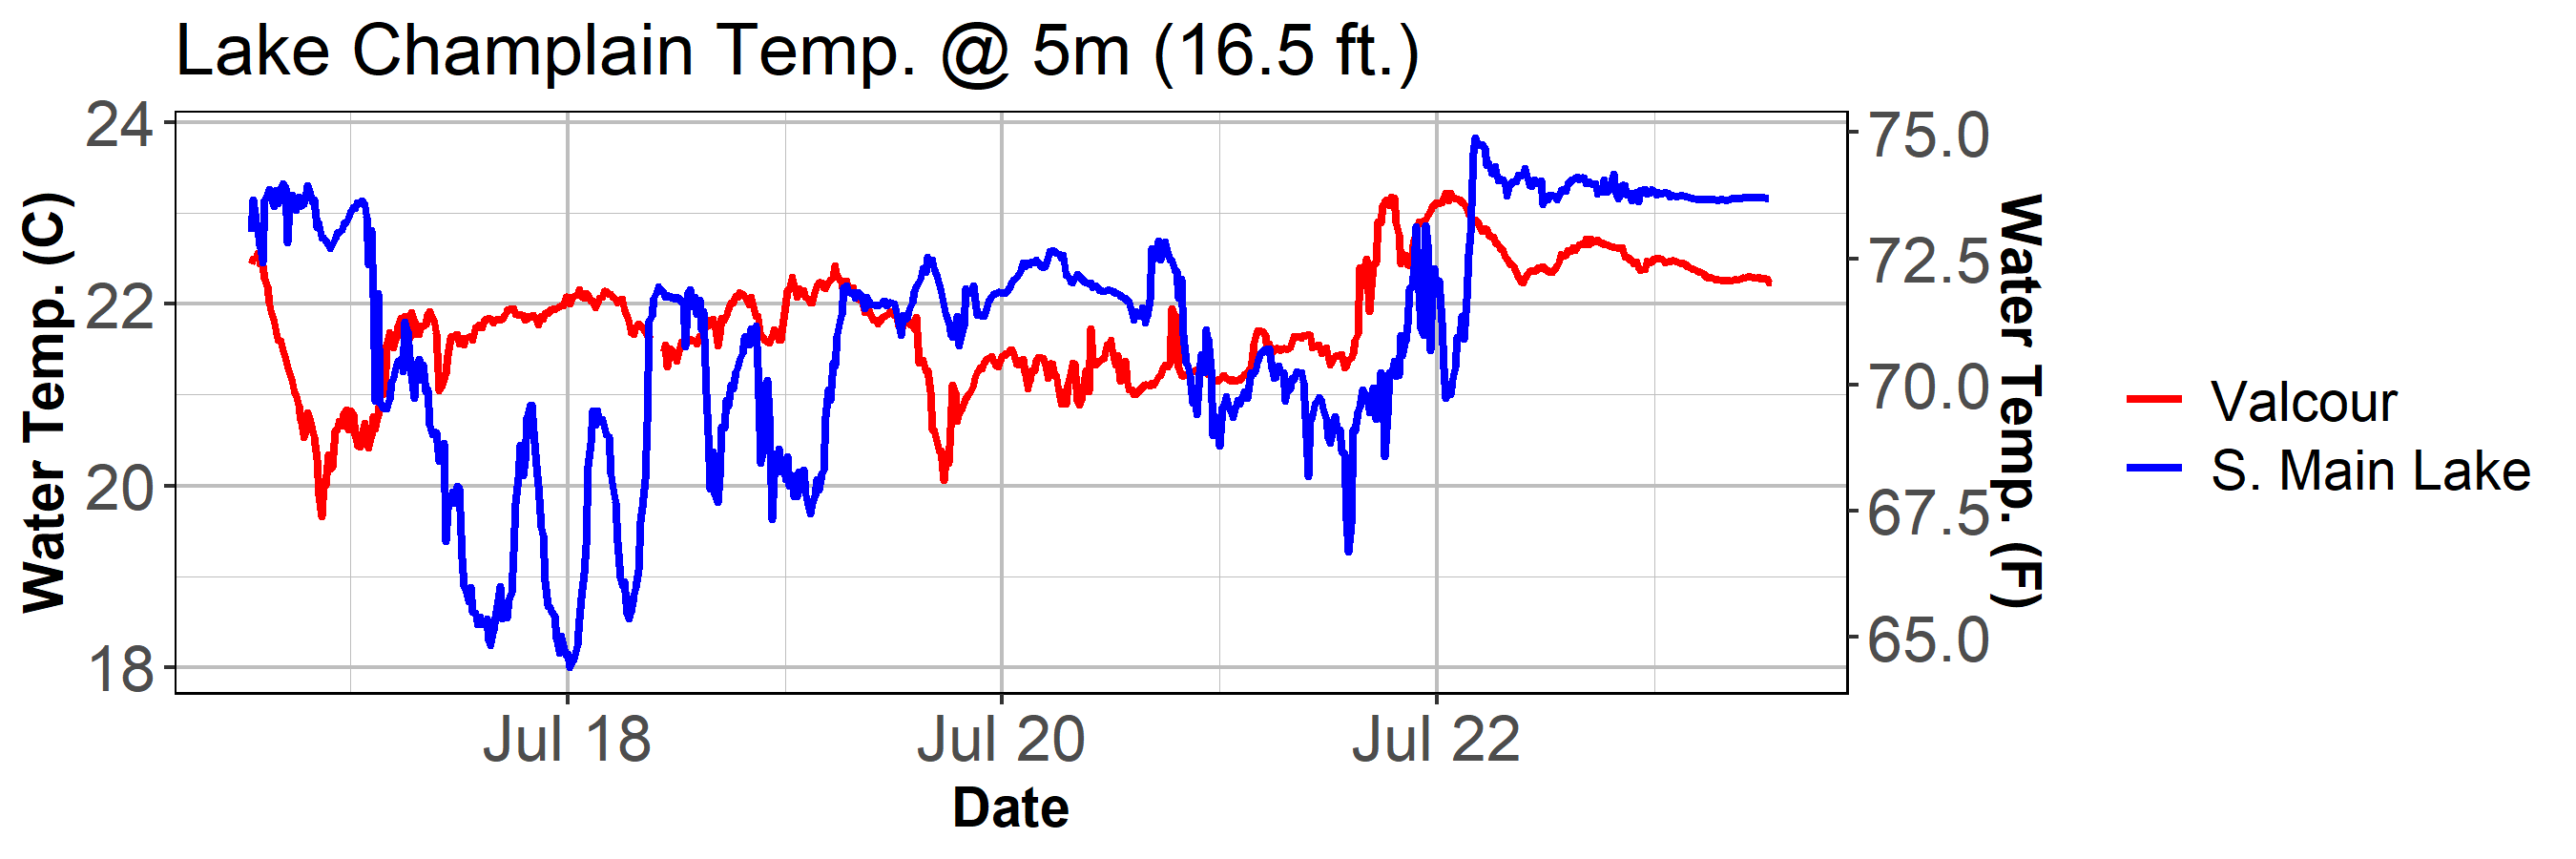 Lake Champlain Temp. @ 5m (16.5 ft.)
Water Temp. (C)
24
22
20
18
75.0
72.5
70.0
67.5
65.0
Water Temp. (F)
Jul 18
Jul 20
Jul 22
Date
Valcour
S. Main Lake